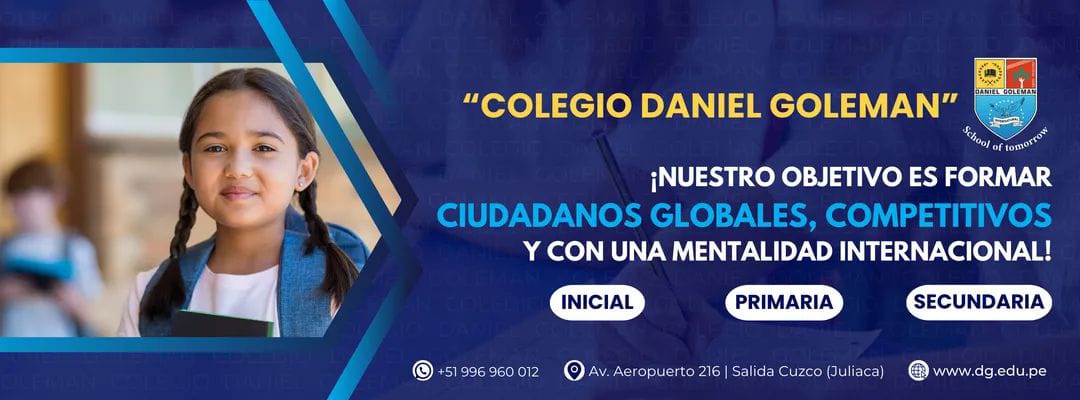 “COLEGIO DANIEL GOLEMAN”
DANIEL GOLEMAN
School of tomorrow
¡NUESTRO OBJETIVO ES FORMAR
CIUDADANOS GLOBALES, COMPETITIVOS
Y CON UNA MENTALIDAD INTERNACIONAL!
INICIAL
PRIMARIA
SECUNDARIA
+51 996 960 012
Av. Aeropuerto 216 | Salida Cuzco (Juliaca)
www.dg.edu.pe